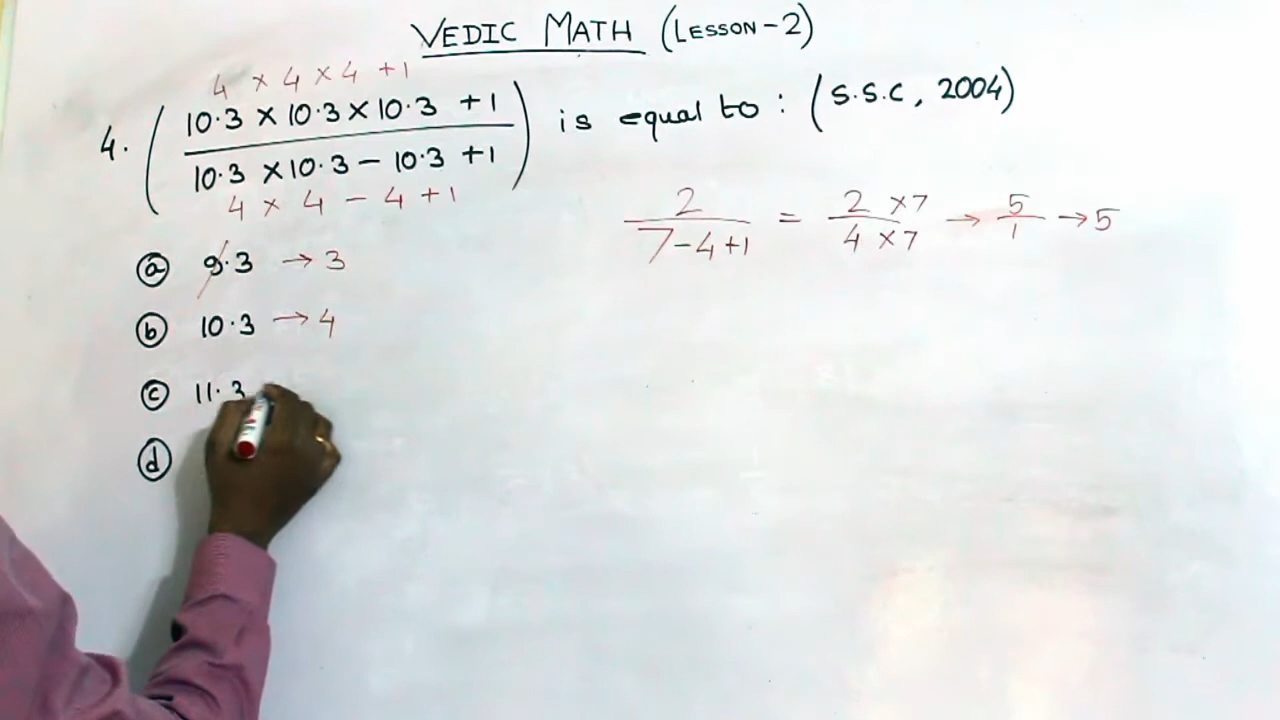 VEDIC MATH (LESSON-2)
4 × 4 × 4 +1
4. ( 10.3 × 10.3 × 10.3 +1 / 10.3 × 10.3 - 10.3 +1 ) is equal to : (S.S.C, 2004)
4 × 4 - 4 +1
2 / 7-4+1 = 2 ×7 / 4 ×7 → 5 / 1 → 5
(a) 9.3 → 3
(b) 10.3 → 4
(c) 11.3
(d)